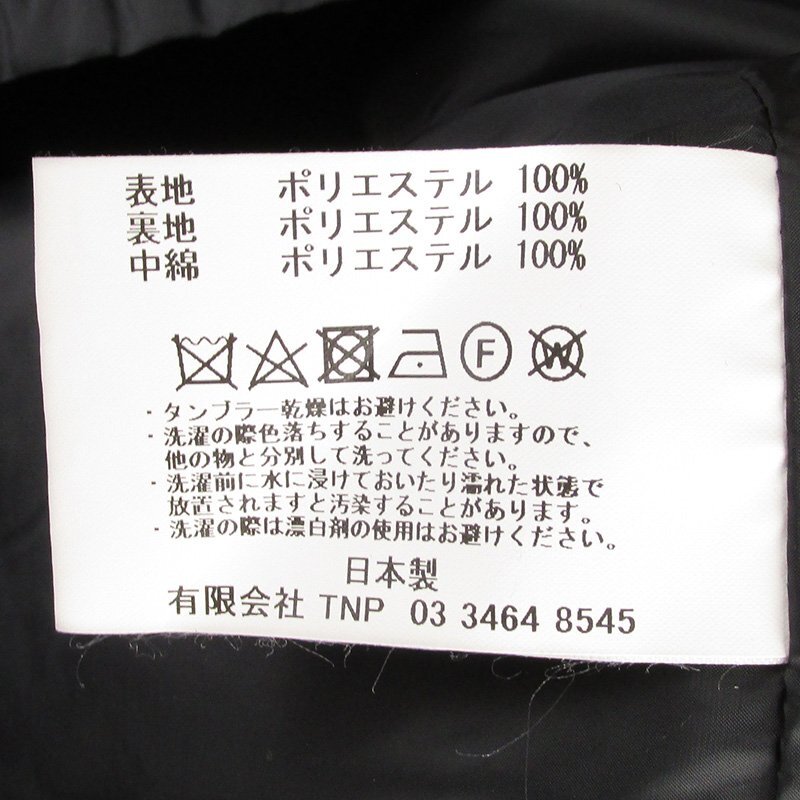 表地 ポリエステル 100%
裏地 ポリエステル 100%
中綿 ポリエステル 100%
F W
・タンブラー乾燥はお避けください。
・洗濯の際色落ちすることがありますので、
他の物と分別して洗ってください。
・洗濯前に水に浸けておいたり濡れた状態で
放置されますと汚染することがあります。
・洗濯の際は漂白剤の使用はお避けください。
日本製
有限会社 TNP 03 3464 8545